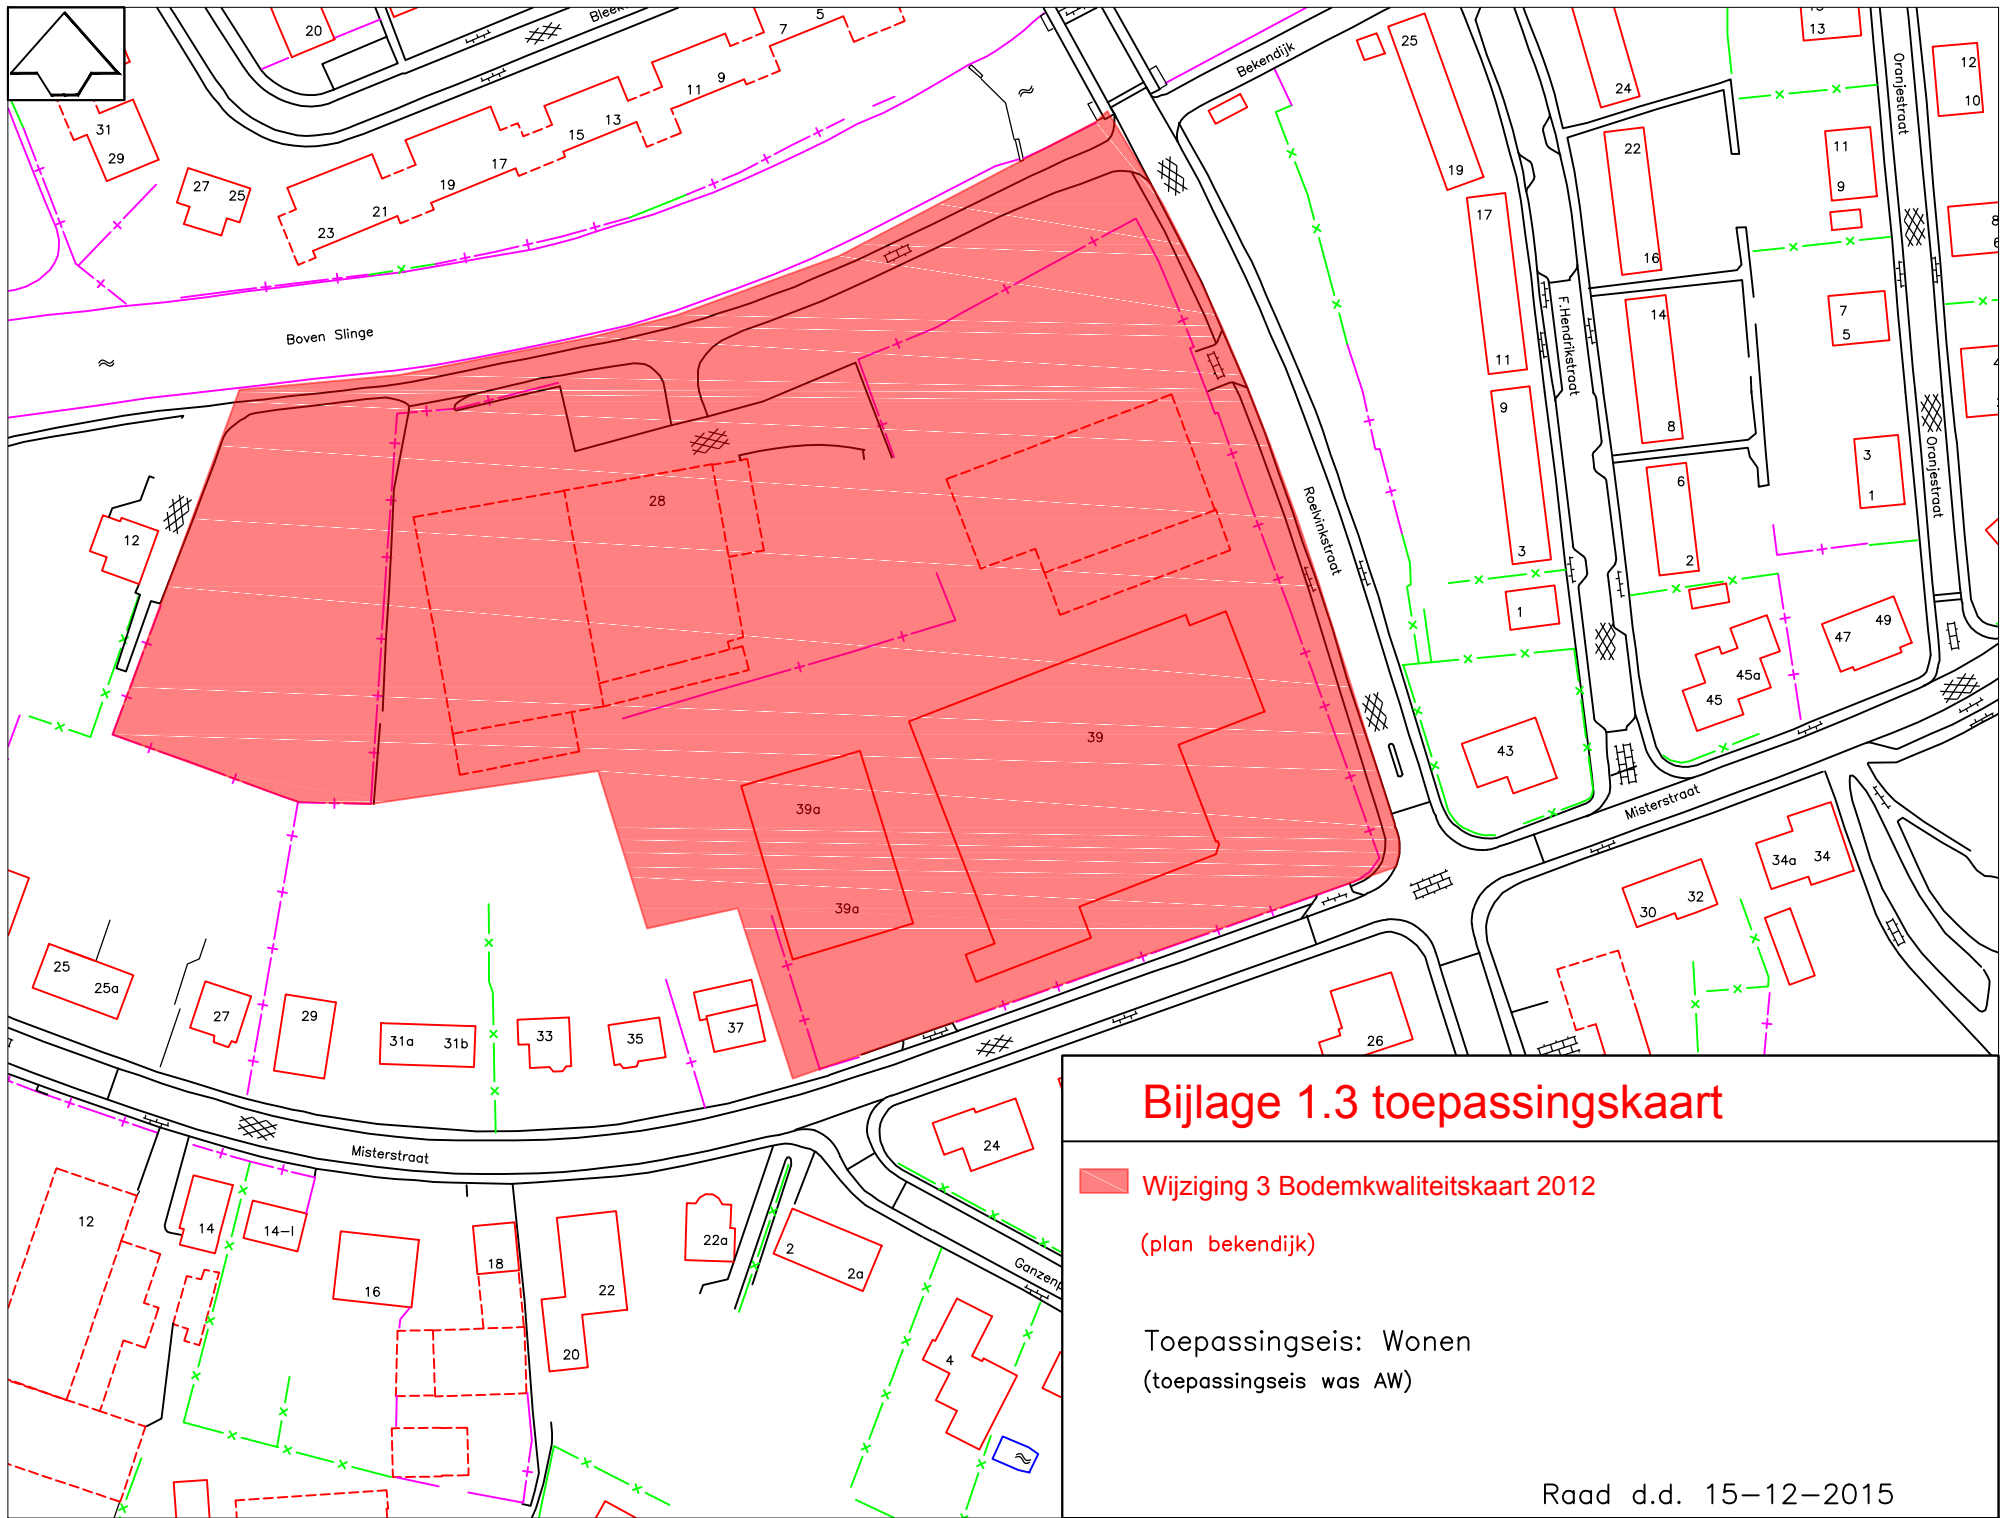 20
Bleek
7
5
Bekendijk
25
24
13
Oranjestraat
12
10
31
29
27
25
23
21
19
17
15
13
11
9
19
17
22
16
11
9
8
6
Boven Slinge
F.Hendrikstraat
14
7
5
11
9
8
Oranjestraat
3
1
12
28
Roelvinkstraat
3
6
2
1
47
49
45a
45
39
43
39a
39a
Misterstraat
34a
34
30
32
25
25a
27
29
31a
31b
33
35
37
26
Misterstraat
24
12
14
14-I
16
18
22
20
22a
2
2a
4
Ganzenp
Bijlage 1.3 toepassingskaart
Wijziging 3 Bodemkwaliteitskaart 2012
(plan bekendijk)
Toepassingseis: Wonen
(toepassingseis was AW)
Raad d.d. 15-12-2015